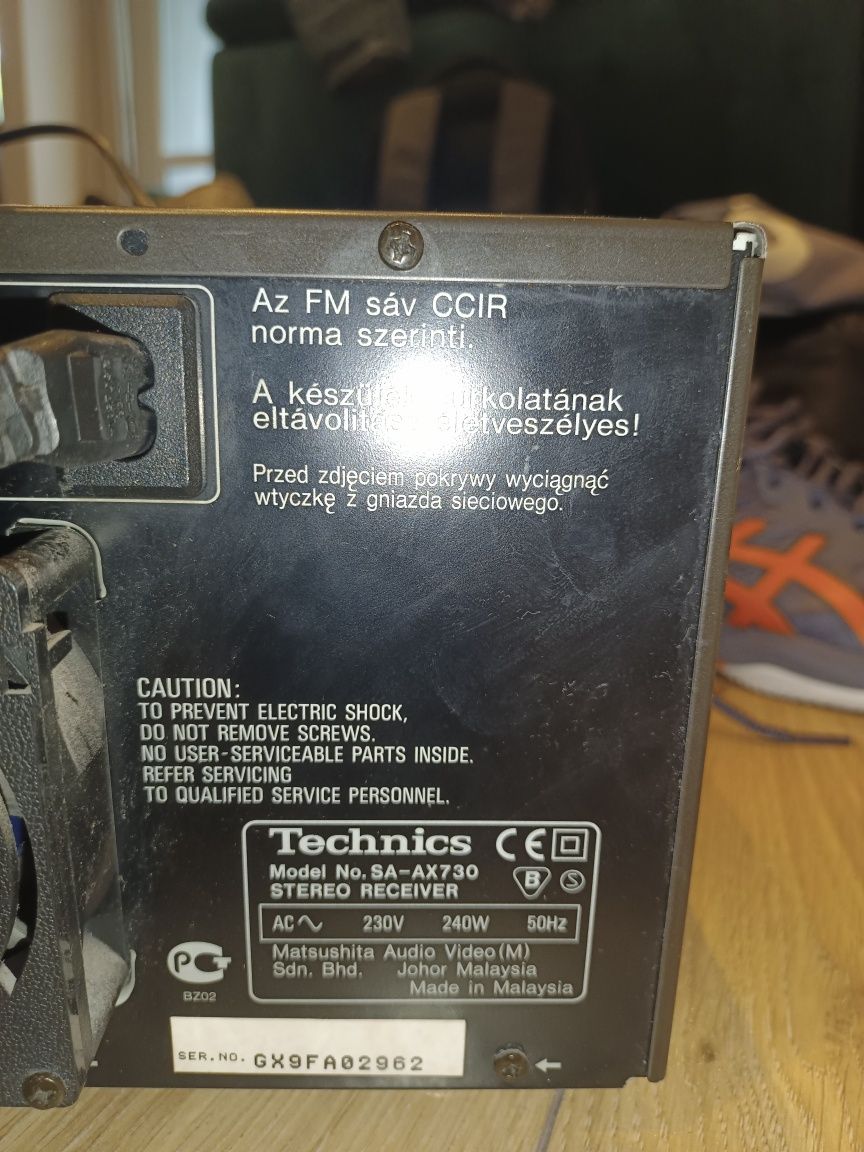 Az FM sáv CCIR
norma szerinti.
A burkolatának
életveszélyes!
Przed zdjęciem pokrywy wyciągnąć
wtyczkę z gniazda sieciowego.
CAUTION:
TO PREVENT ELECTRIC SHOCK,
DO NOT REMOVE SCREWS.
NO USER-SERVICEABLE PARTS INSIDE.
REFER SERVICING
TO QUALIFIED SERVICE PERSONNEL.
Technics CE
Model No. SA-AX730
STEREO RECEIVER
B S
AC 230V 240W 50Hz
Matsushita Audio Video (M)
Sdn. Bhd. Johor Malaysia
Made in Malaysia
BZ02
SER.NO. GX9FA02962